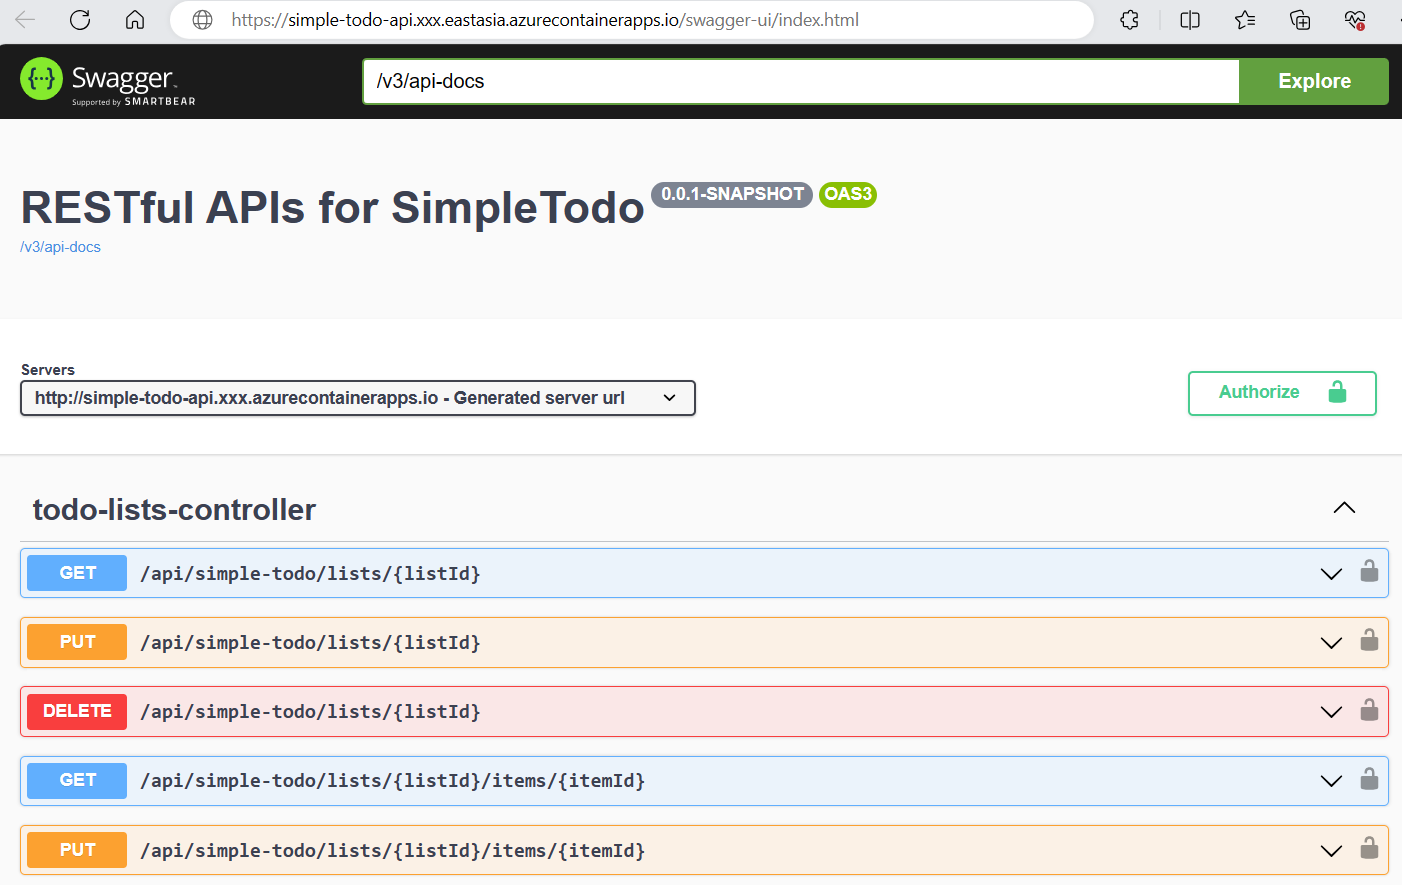 https://simple-todo-api.xxx.eastasia.azurecontainerapps.io/swagger-ui/index.html
Swagger
Supported by SMARTBEAR
/v3/api-docs
Explore
RESTful APIs for SimpleTodo 0.0.1-SNAPSHOT OAS3
/v3/api-docs
Servers
http://simple-todo-api.xxx.azurecontainerapps.io - Generated server url
Authorize
todo-lists-controller
GET /api/simple-todo/lists/{listId}
PUT /api/simple-todo/lists/{listId}
DELETE /api/simple-todo/lists/{listId}
GET /api/simple-todo/lists/{listId}/items/{itemId}
PUT /api/simple-todo/lists/{listId}/items/{itemId}